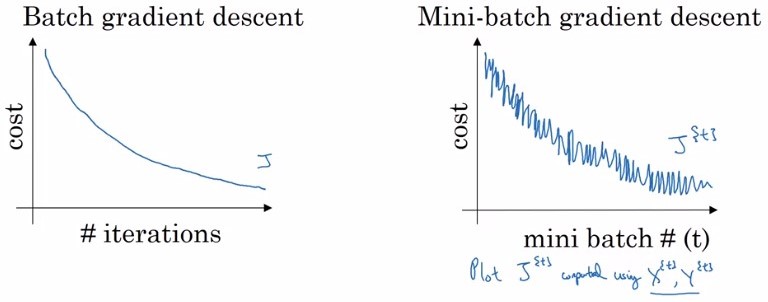 Batch gradient descent
cost
J
# iterations
Mini-batch gradient descent
cost
J{t}
mini batch # (t)
Plot J{t} computed using X{t}, Y{t}